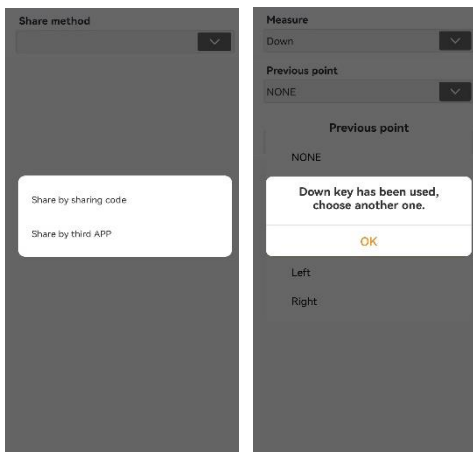 Share method
Share by sharing code
Share by third APP
Measure
Down
Previous point
NONE
Previous point
NONE
Down key has been used,
choose another one.
OK
Left
Right